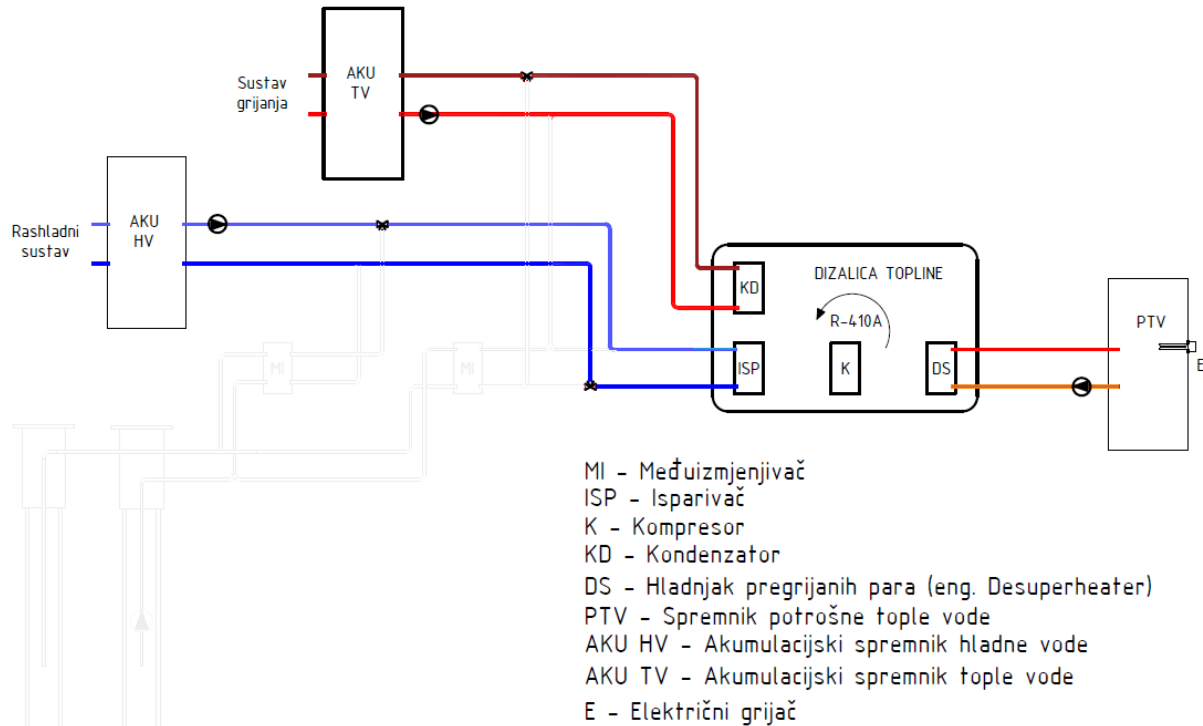 Sustav
grijanja
AKU
TV
Rashladni
sustav
AKU
HV
DIZALICA TOPLINE
KD
R-410A
ISP
K
DS
PTV
E
MI
MI
MI - Međuizmjenjivač
ISP - Isparivač
K - Kompresor
KD - Kondenzator
DS - Hladnjak pregrijanih para (eng. Desuperheater)
PTV - Spremnik potrošne tople vode
AKU HV - Akumulacijski spremnik hladne vode
AKU TV - Akumulacijski spremnik tople vode
E - Električni grijač